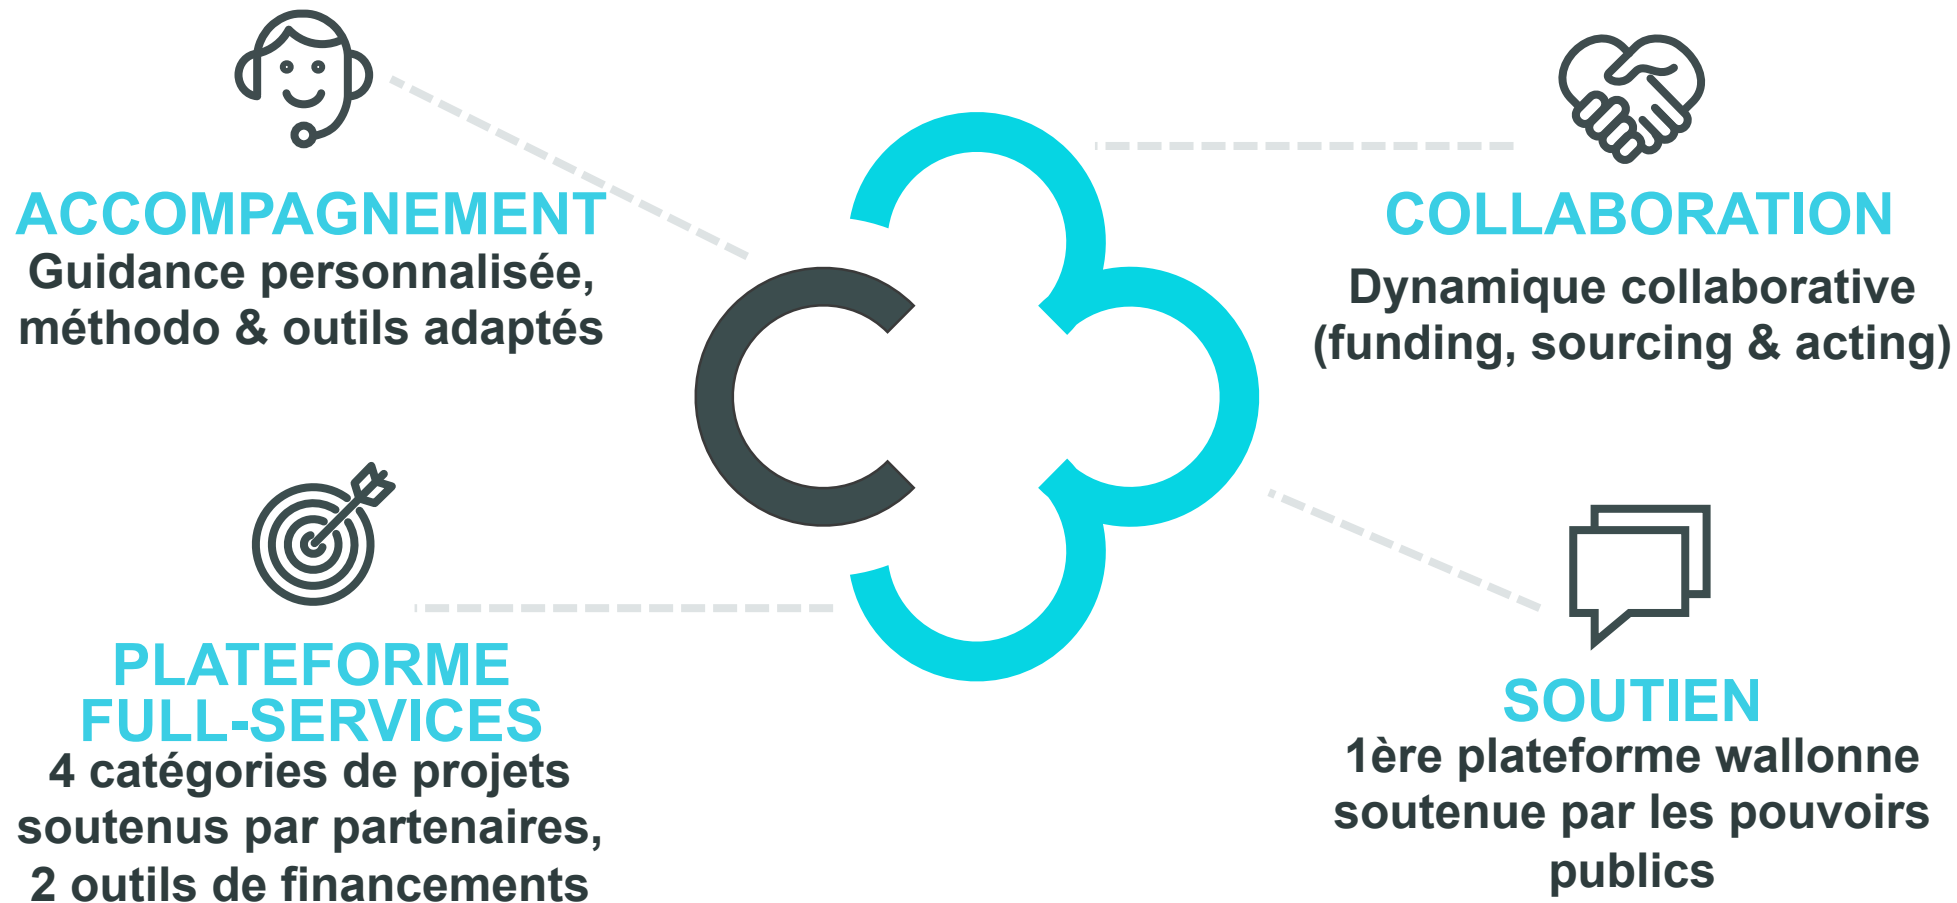 ACCOMPAGNEMENT
Guidance personnalisée,
méthodo & outils adaptés
COLLABORATION
Dynamique collaborative
(funding, sourcing & acting)
PLATEFORME
FULL-SERVICES
4 catégories de projets
soutenus par partenaires,
2 outils de financements
SOUTIEN
1ère plateforme wallonne
soutenue par les pouvoirs
publics